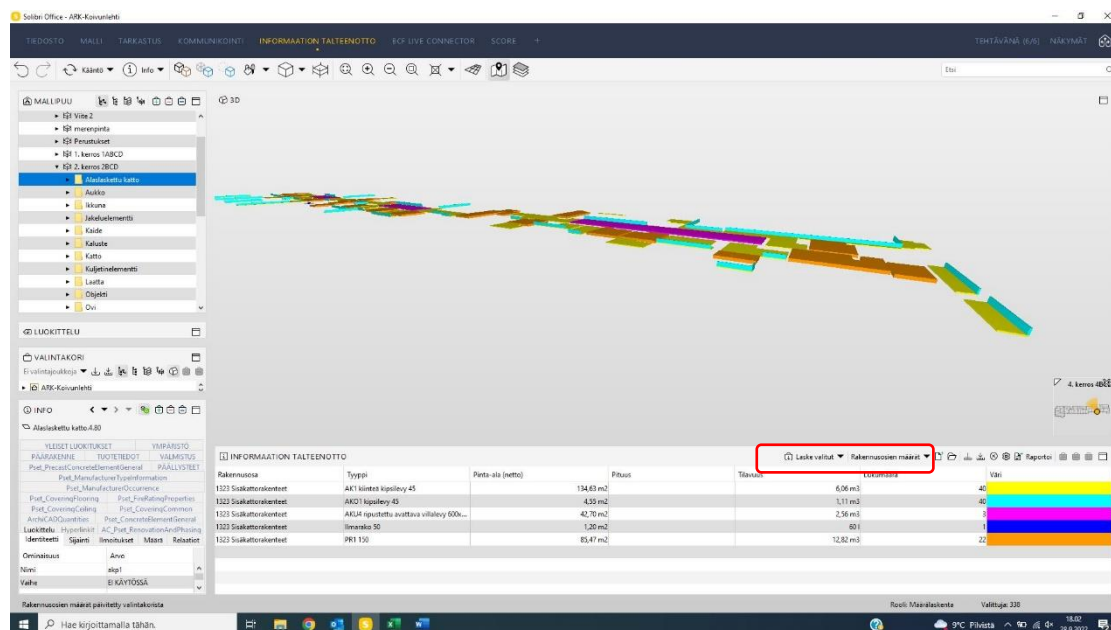 Solibri Office - ARK-Koivunlehti
TIEDOSTO MALLI TARKASTUS KOMMUNIKOINTI INFORMAATION TALTEENOTTO BCF LIVE CONNECTOR SCORE +
TEHTÄVÄNÄ (6/6) NÄKYMÄT
Kääntö Info Etsi
MALLIPUU
3D
Viite 2
merenpinta
Perustukset
1. kerros 1ABCD
2. kerros 2BCD
Alaslaskettu katto
Aukko
Ikkuna
Jakeluelementti
Kaide
Kaluste
Katto
Kuljetinelementti
Laatta
Objekti
Ovi
LUOKITTELU
VALINTAKORI
Ei valintajoukkoja
ARK-Koivunlehti
4. kerros
INFO
Alaslaskettu katto.4.80
YLEISET LUOKITUKSET YMPÄRISTÖ
PÄÄRAKENNE TUOTETIEDOT VALMISTUS
Pset_PrecastConcreteElementGeneral PÄÄLLYSTEET
Pset_ManufacturerTypeInformation
Pset_ManufacturerOccurrence
Pset_CoveringFlooring Pset_FireRatingProperties
Pset_CoveringCeiling Pset_CoveringCommon
ArchiCADQuantities Pset_ConcreteElementGeneral
Luokittelu Hyperlinkit AC_Pset_RenovationAndPhasing
Identiteetti Sijainti Ilmoitukset Määrä Relaatiot
Ominaisuus Arvo
Nimi akp1
Vaihe EI KÄYTÖSSÄ
INFORMAATION TALTEENOTTO
Laske valitut Rakennusosien määrät Raportoi
Rakennusosa Tyyppi Pinta-ala (netto) Pituus Tilavuus Lukumäärä Väri
1323 Sisäkattorakenteet AK1 kiinteä kipsilevy 45 134,63 m2 6,06 m3 40
1323 Sisäkattorakenteet AKO1 kipsilevy 45 4,55 m2 1,11 m3 40
1323 Sisäkattorakenteet AKU4 ripustettu avattava villalevy 600x... 42,70 m2 2,56 m3 3
1323 Sisäkattorakenteet Ilmarako 50 1,20 m2 60 l 1
1323 Sisäkattorakenteet PR1 150 85,47 m2 12,82 m3 22
Rakennusosien määrät päivitetty valintakorista
Rooli: Määrälaskenta Valittuja: 338
Hae kirjoittamalla tähän.
9°C Pilvistä
18.02
28.9.2022